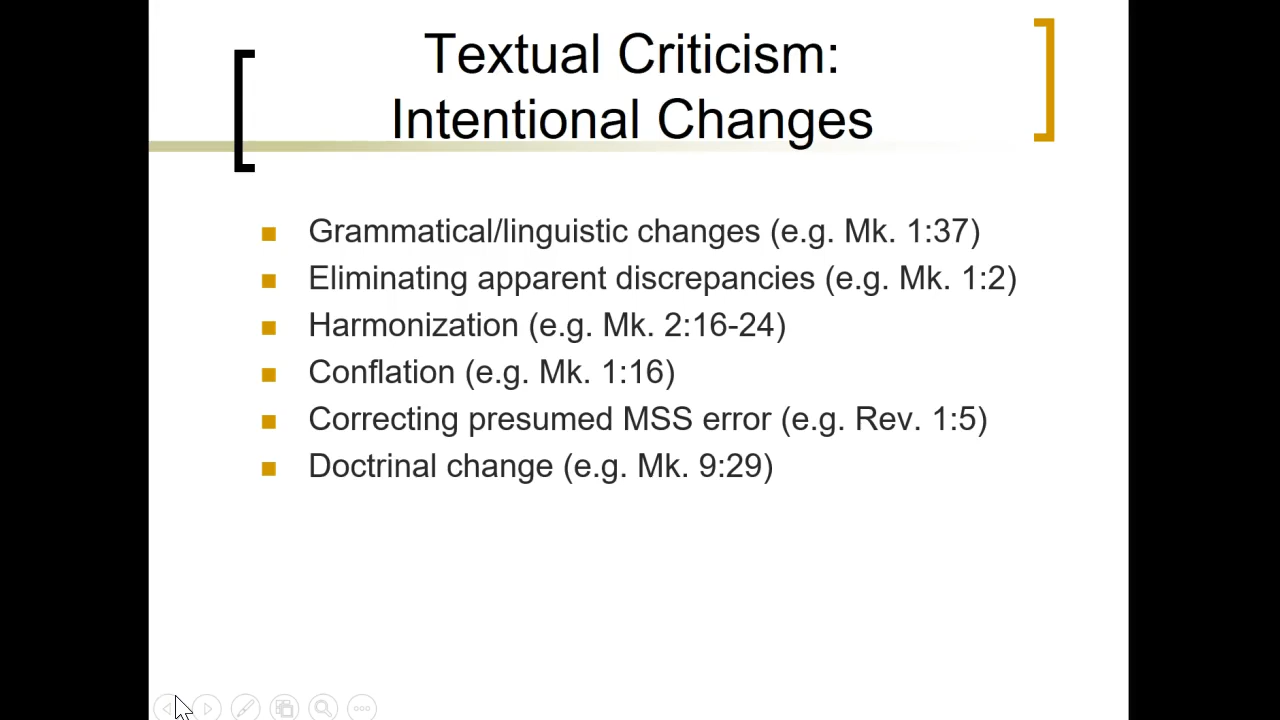 Textual Criticism:
Intentional Changes
Grammatical/linguistic changes (e.g. Mk. 1:37)
Eliminating apparent discrepancies (e.g. Mk. 1:2)
Harmonization (e.g. Mk. 2:16-24)
Conflation (e.g. Mk. 1:16)
Correcting presumed MSS error (e.g. Rev. 1:5)
Doctrinal change (e.g. Mk. 9:29)